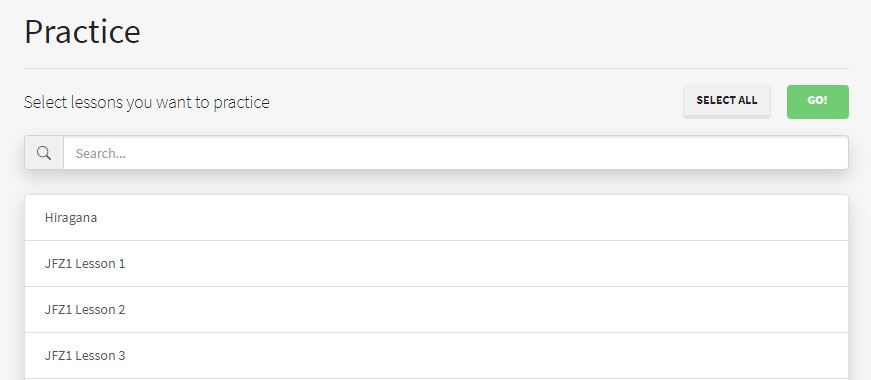 Practice
Select lessons you want to practice
SELECT ALL
GO!
Search...
Hiragana
JFZ1 Lesson 1
JFZ1 Lesson 2
JFZ1 Lesson 3